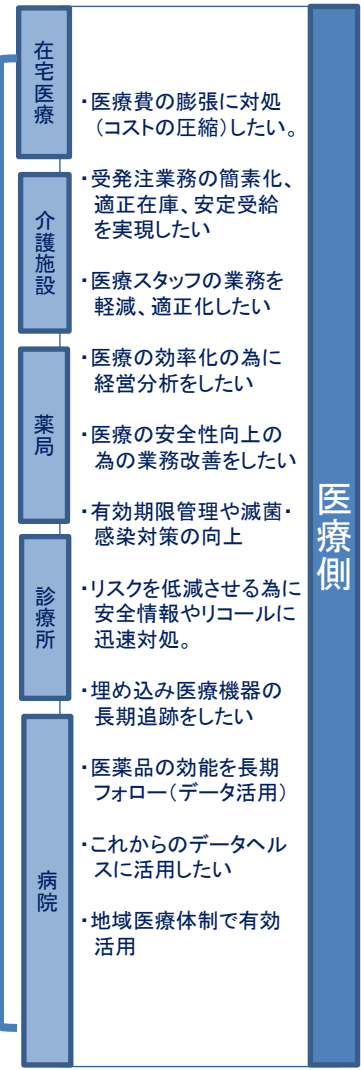 在宅医療
介護施設
薬局
診療所
病院
・医療費の膨張に対処
（コストの圧縮）したい。
・受発注業務の簡素化、
適正在庫、安定受給
を実現したい
・医療スタッフの業務を
軽減、適正化したい
・医療の効率化の為に
経営分析をしたい
・医療の安全性向上の
為の業務改善をしたい
・有効期限管理や滅菌・
感染対策の向上
・リスクを低減させる為に
安全情報やリコールに
迅速対処。
・埋め込み医療機器の
長期追跡をしたい
・医薬品の効能を長期
フォロー（データ活用）
・これからのデータヘル
スに活用したい
・地域医療体制で有効
活用
医療側